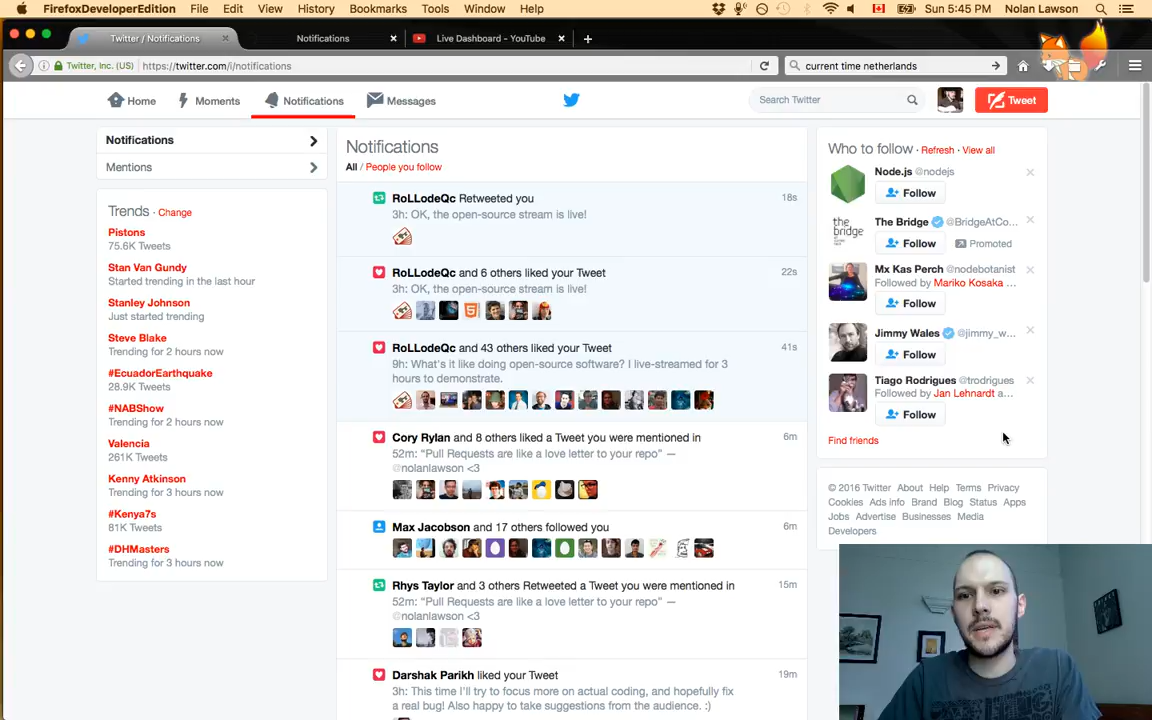 FirefoxDeveloperEdition File Edit View History Bookmarks Tools Window Help Sun 5:45 PM Nolan Lawson
Twitter / Notifications × Notifications × Live Dashboard - YouTube × +
Twitter, Inc. (US) https://twitter.com/i/notifications current time netherlands
Home Moments Notifications Messages Search Twitter Tweet
Notifications
Mentions
Trends · Change
Pistons
75.6K Tweets
Stan Van Gundy
Started trending in the last hour
Stanley Johnson
Just started trending
Steve Blake
Trending for 2 hours now
#EcuadorEarthquake
28.9K Tweets
#NABShow
Trending for 2 hours now
Valencia
261K Tweets
Kenny Atkinson
Trending for 3 hours now
#Kenya7s
81K Tweets
#DHMasters
Trending for 3 hours now
Notifications
All / People you follow
RoLLodeQc Retweeted you 18s
3h: OK, the open-source stream is live!
RoLLodeQc and 6 others liked your Tweet 22s
3h: OK, the open-source stream is live!
RoLLodeQc and 43 others liked your Tweet 41s
9h: What's it like doing open-source software? I live-streamed for 3
hours to demonstrate.
Cory Rylan and 8 others liked a Tweet you were mentioned in 6m
52m: "Pull Requests are like a love letter to your repo" —
@nolanlawson <3
Max Jacobson and 17 others followed you 6m
Rhys Taylor and 3 others Retweeted a Tweet you were mentioned in 15m
52m: "Pull Requests are like a love letter to your repo" —
@nolanlawson <3
Darshak Parikh liked your Tweet 19m
3h: This time I'll try to focus more on actual coding, and hopefully fix
a real bug! Also happy to take suggestions from the audience. :)
Who to follow · Refresh · View all
Node.js @nodejs ×
Follow
the bridge
The Bridge @BridgeAtCo... ×
Follow Promoted
Mx Kas Perch @nodebotanist ×
Followed by Mariko Kosaka ...
Follow
Jimmy Wales @jimmy_w... ×
Follow
Tiago Rodrigues @trodrigues ×
Followed by Jan Lehnardt a...
Follow
Find friends
© 2016 Twitter About Help Terms Privacy
Cookies Ads info Brand Blog Status Apps
Jobs Advertise Businesses Media
Developers